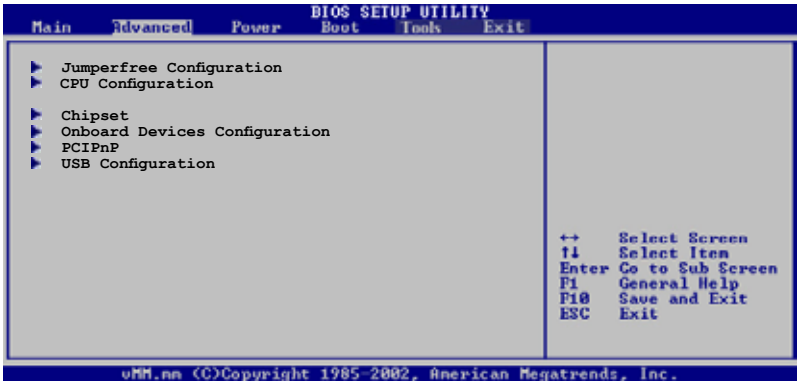 BIOS SETUP UTILITY
Main Advanced Power Boot Tools Exit
Jumperfree Configuration
CPU Configuration
Chipset
Onboard Devices Configuration
PCIPnP
USB Configuration
←→ Select Screen
↑↓ Select Item
Enter Go to Sub Screen
F1 General Help
F10 Save and Exit
ESC Exit
vMM.mm (C)Copyright 1985-2002, American Megatrends, Inc.